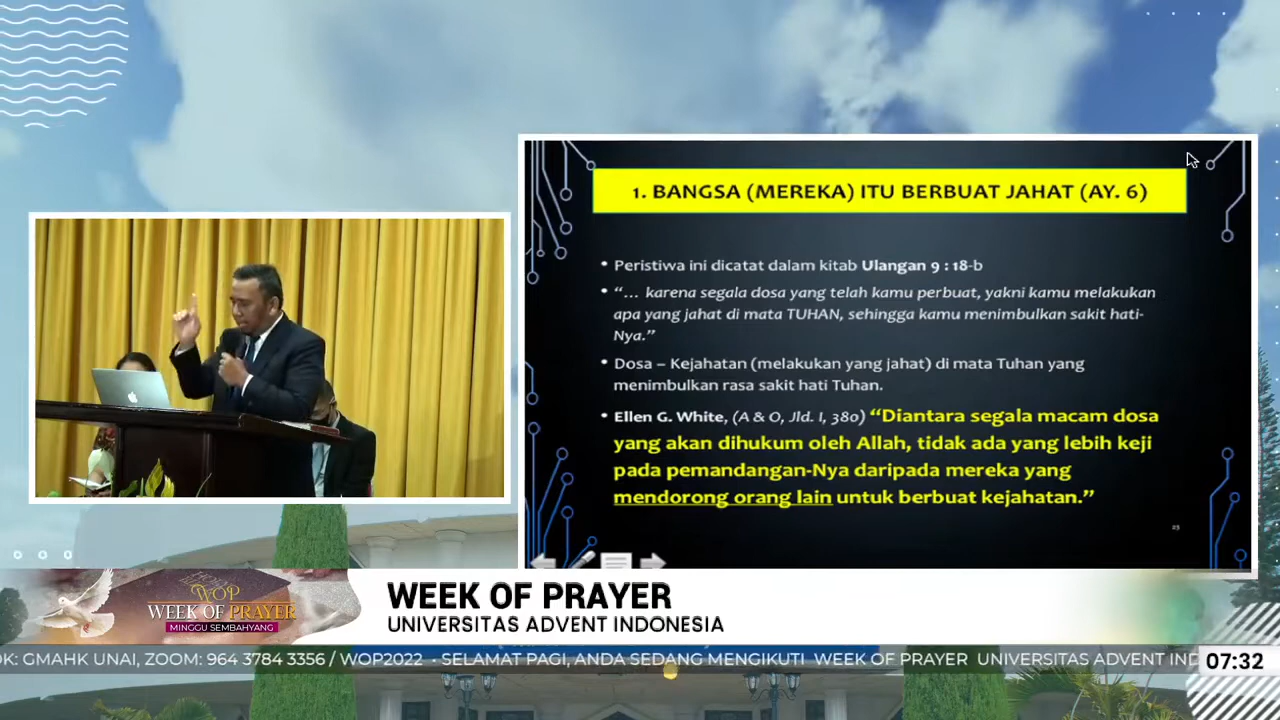 1. BANGSA (MEREKA) ITU BERBUAT JAHAT (AY. 6)
• Peristiwa ini dicatat dalam kitab Ulangan 9 : 18-b
• “... karena segala dosa yang telah kamu perbuat, yakni kamu melakukan
apa yang jahat di mata TUHAN, sehingga kamu menimbulkan sakit hati-
Nya.”
• Dosa – Kejahatan (melakukan yang jahat) di mata Tuhan yang
menimbulkan rasa sakit hati Tuhan.
• Ellen G. White, (A & O, Jld. I, 380) “Diantara segala macam dosa
yang akan dihukum oleh Allah, tidak ada yang lebih keji
pada pemandangan-Nya daripada mereka yang
mendorong orang lain untuk berbuat kejahatan.”
23
WOP
WEEK OF PRAYER
MINGGU SEMBAHYANG
WEEK OF PRAYER
UNIVERSITAS ADVENT INDONESIA
OK: GMAHK UNAI, ZOOM: 964 3784 3356 / WOP2022 - SELAMAT PAGI, ANDA SEDANG MENGIKUTI WEEK OF PRAYER UNIVERSITAS ADVENT IND
07:32